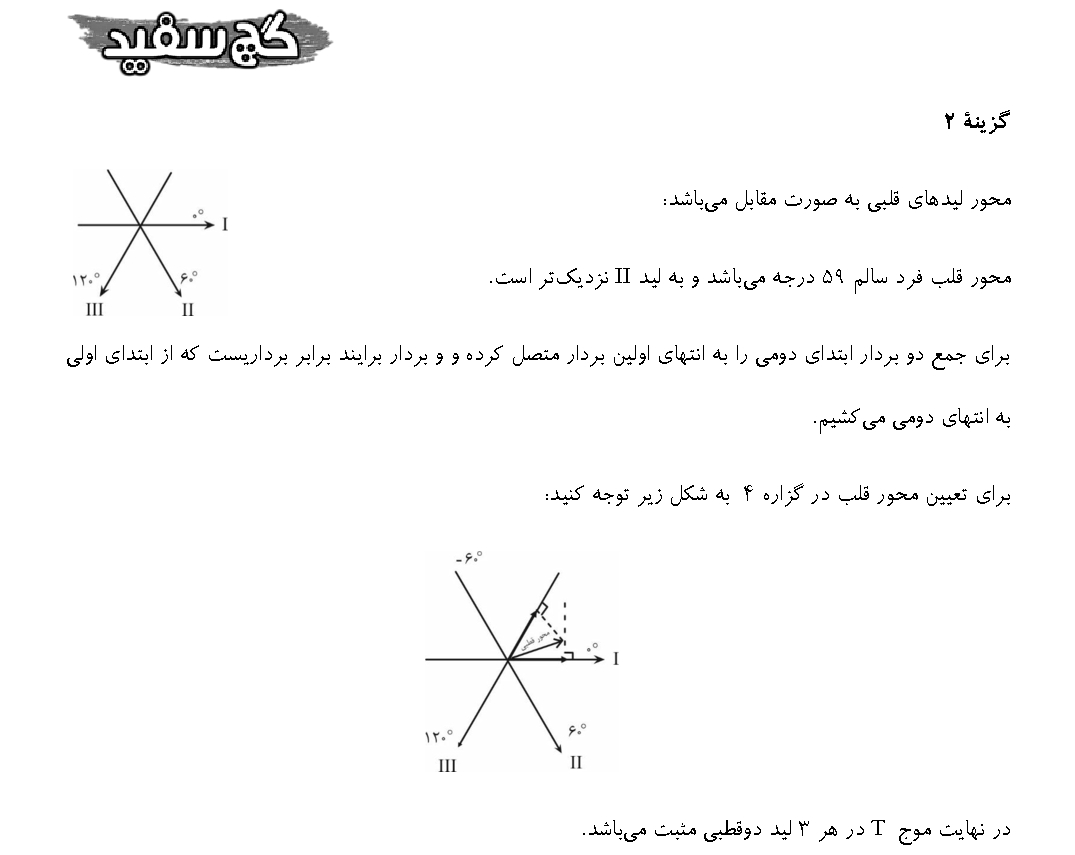 گچ سفید
گزینهٔ ۲
محور لیدهای قلبی به صورت مقابل می‌باشد:
۰°
I
۱۲۰°
۶۰°
III
II
محور قلب فرد سالم ۵۹ درجه می‌باشد و به لید II نزدیک‌تر است.
برای جمع دو بردار ابتدای دومی را به انتهای اولین بردار متصل کرده و و بردار برایند برابر برداریست که از ابتدای اولی
به انتهای دومی می‌کشیم.
برای تعیین محور قلب در گزاره ۴ به شکل زیر توجه کنید:
-۶۰°
محور قلبی
۰°
I
۱۲۰°
۶۰°
III
II
در نهایت موج T در هر ۳ لید دوقطبی مثبت می‌باشد.